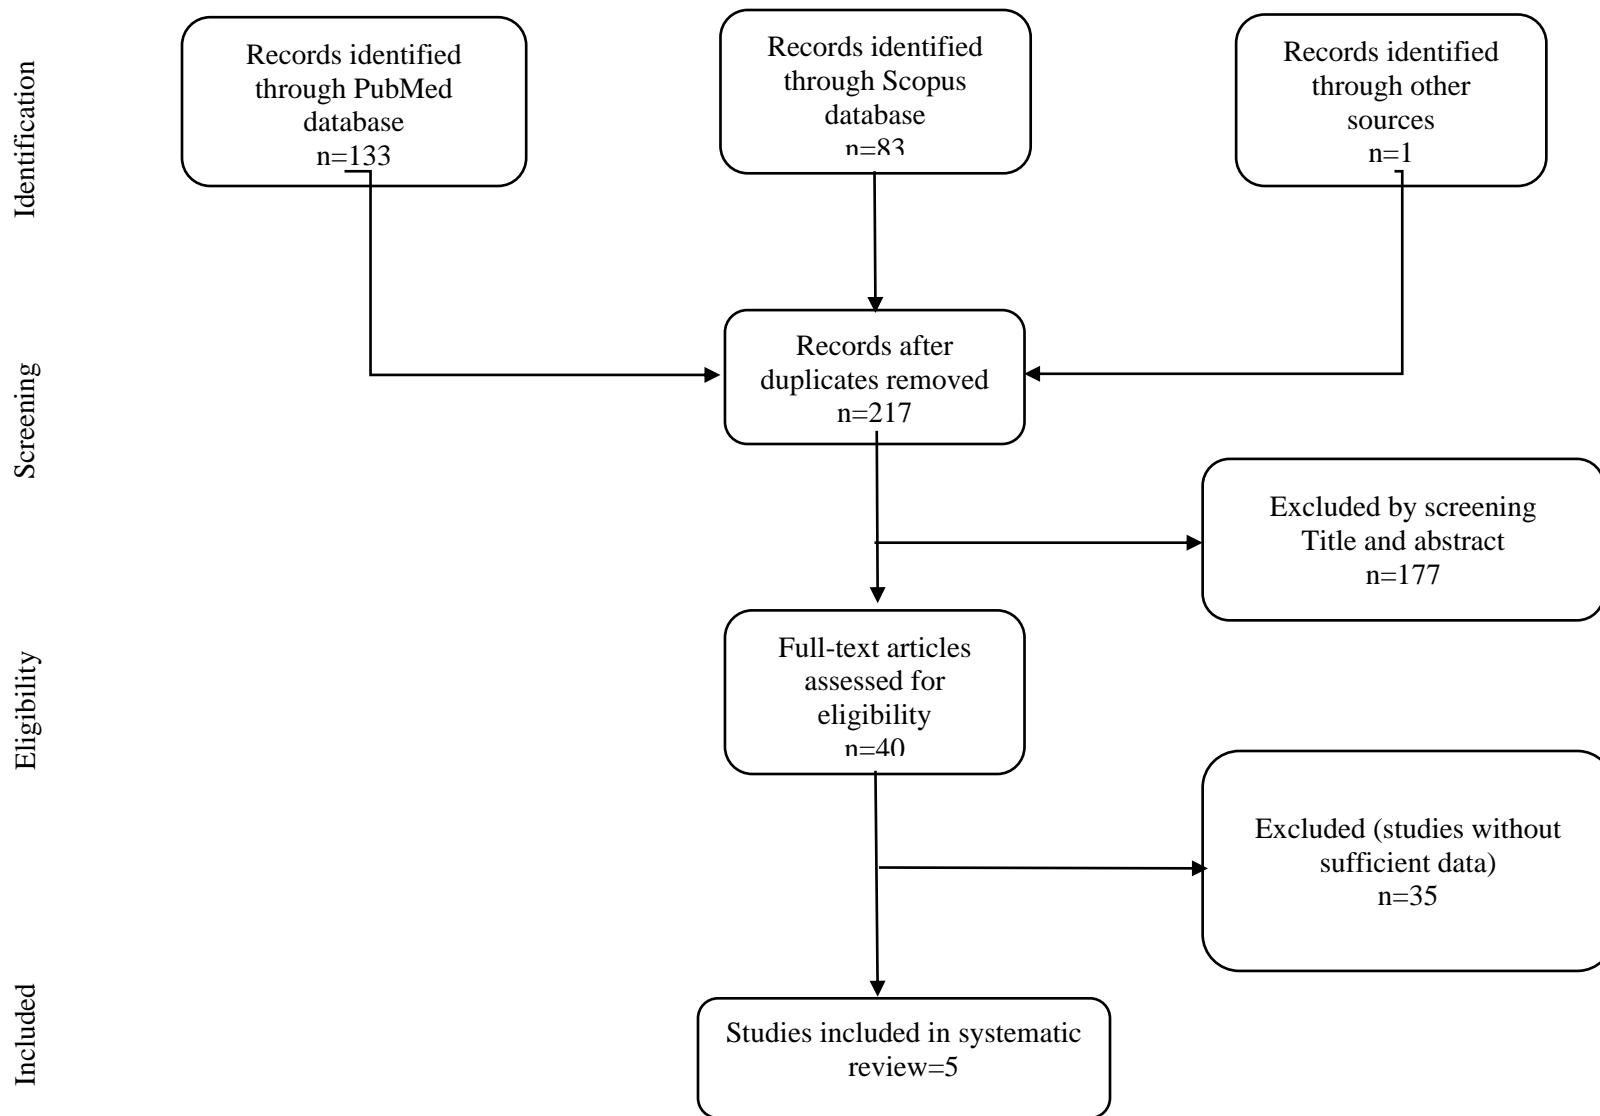 Identification
Records identified
through PubMed
database
n=133
Records identified
through Scopus
database
n=83
Records identified
through other
sources
n=1
Screening
Records after
duplicates removed
n=217
Excluded by screening
Title and abstract
n=177
Eligibility
Full-text articles
assessed for
eligibility
n=40
Excluded (studies without
sufficient data)
n=35
Included
Studies included in systematic
review=5